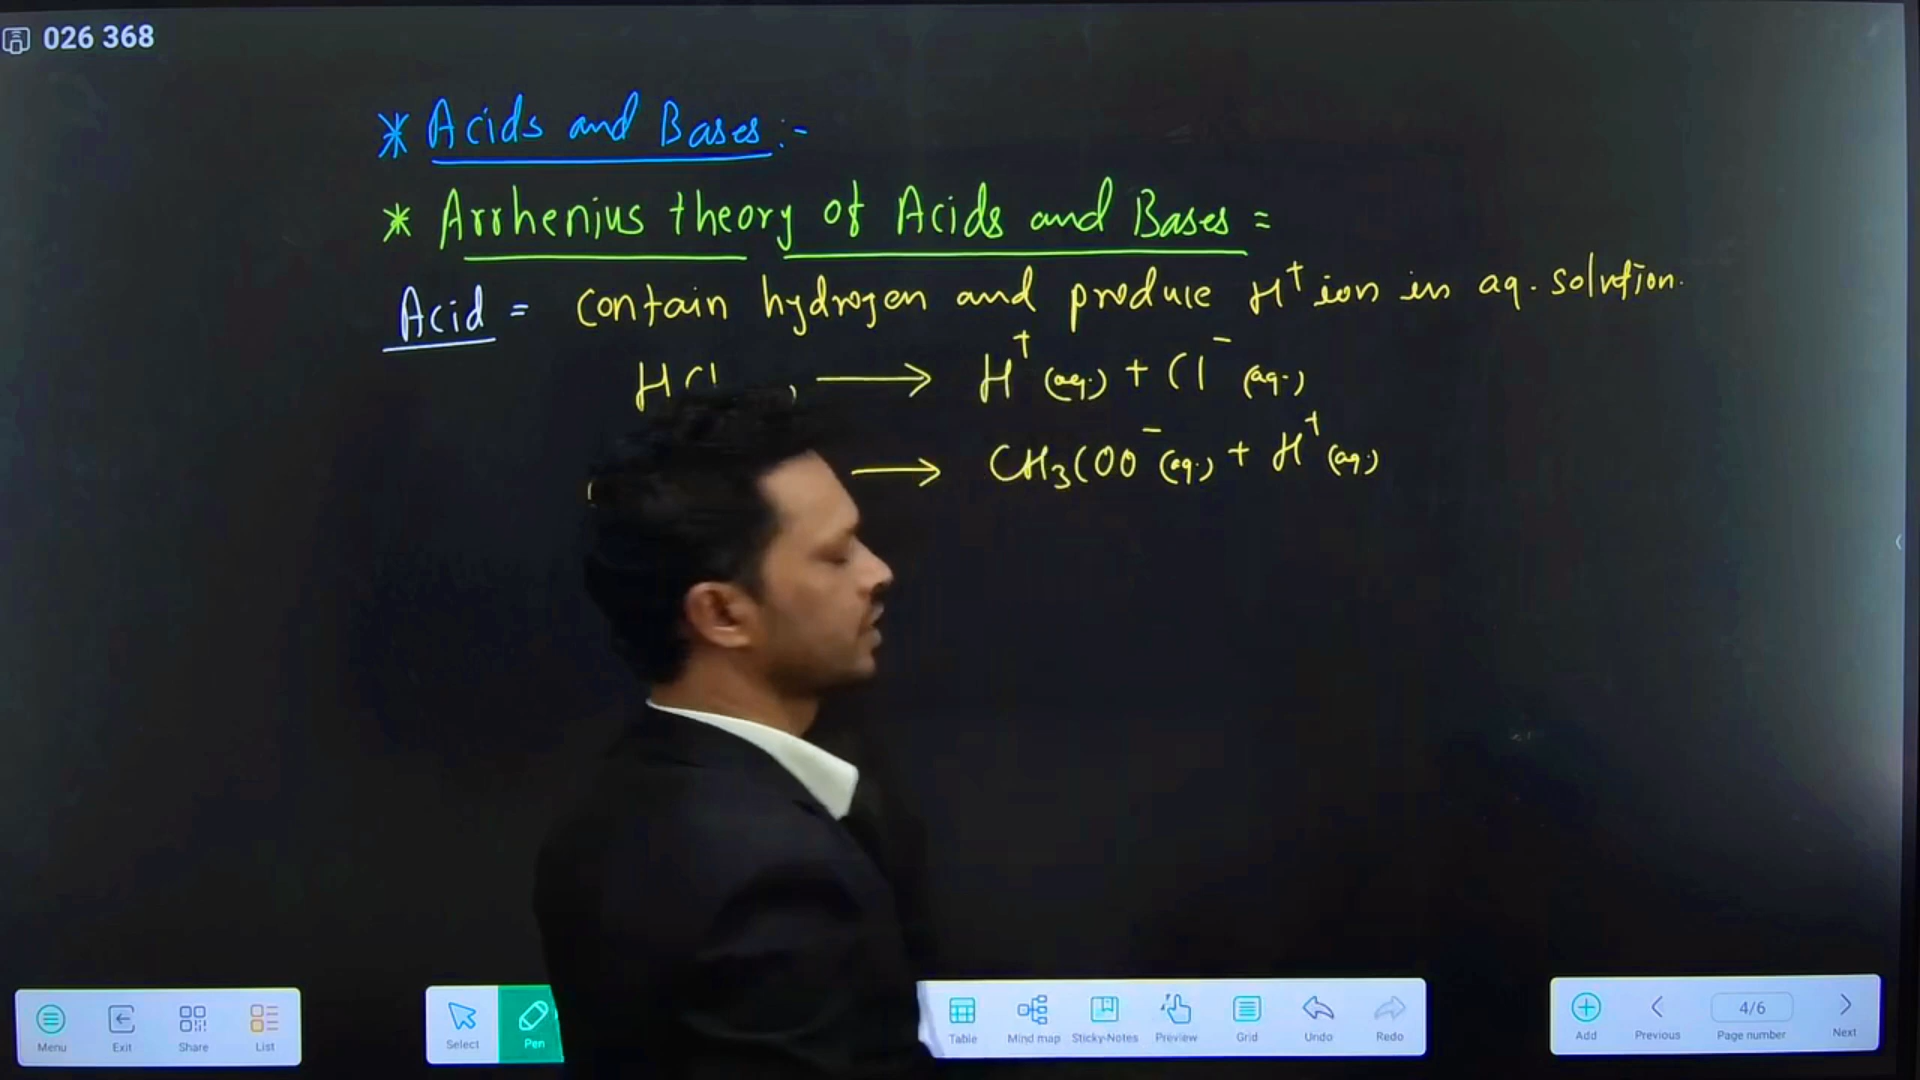 026 368
* Acids and Bases:-
* Arrhenius theory of Acids and Bases =
Acid = contain hydrogen and produce H⁺ ion in aq. solution.
HCl ⟶ H⁺(aq.) + Cl⁻(aq.)
⟶ CH₃COO⁻(aq.) + H⁺(aq.)
Menu Exit Share List Select Pen Table Mind map Sticky-Notes Preview Grid Undo Redo Add Previous 4/6 Page number Next